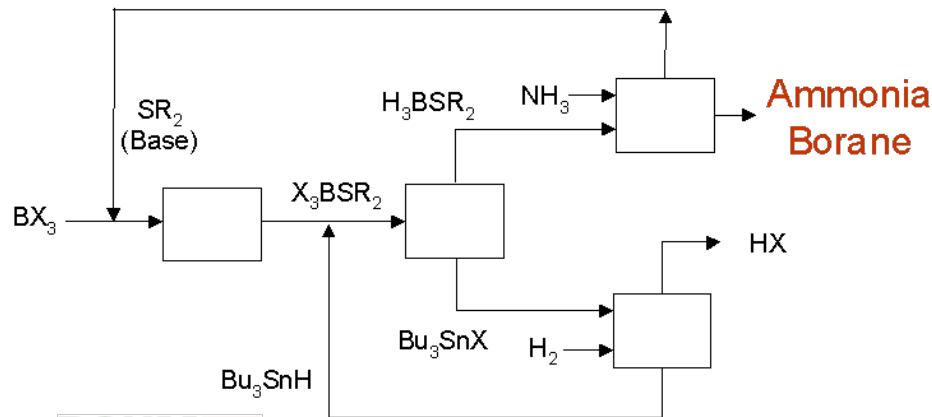 NH₃
Ammonia
Borane
H₃BSR₂
SR₂
(Base)
X₃BSR₂
BX₃
HX
Bu₃SnX
H₂
Bu₃SnH